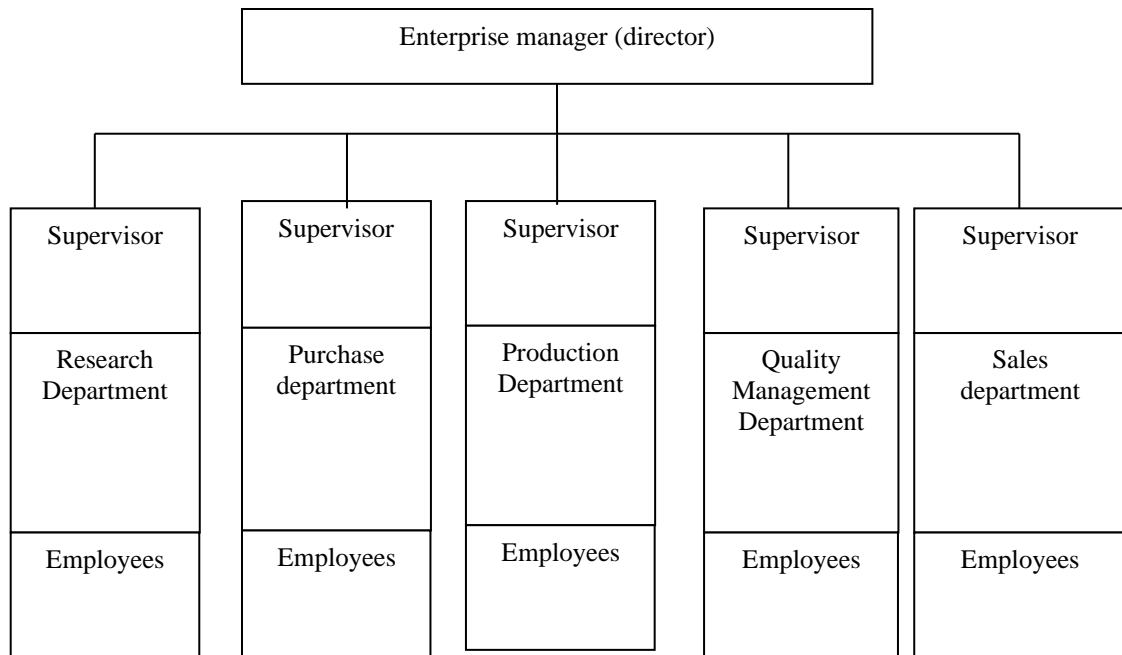 Enterprise manager (director)
Supervisor
Research
Department
Employees
Supervisor
Purchase
department
Employees
Supervisor
Production
Department
Employees
Supervisor
Quality
Management
Department
Employees
Supervisor
Sales
department
Employees